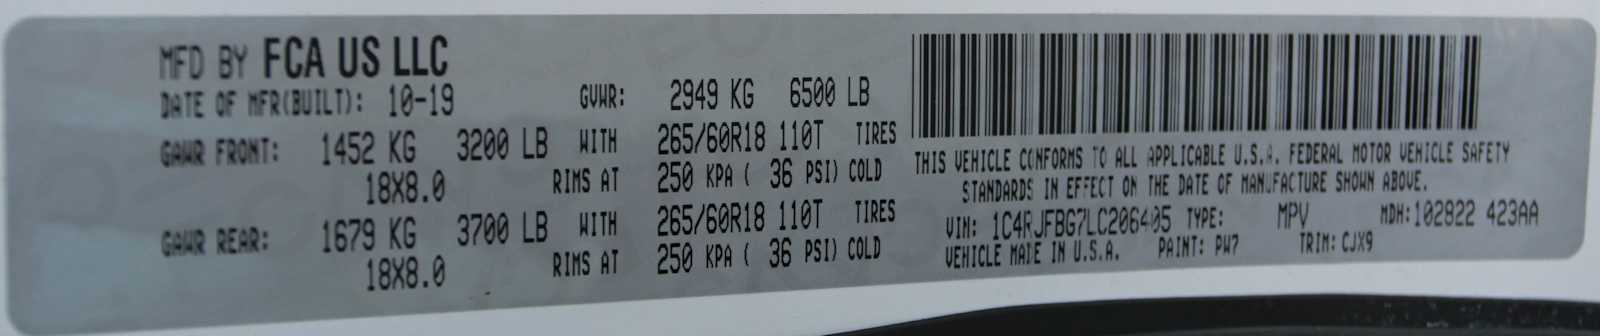 MFD BY FCA US LLC
DATE OF MFR(BUILT): 10-19 GVWR: 2949 KG 6500 LB
GAWR FRONT: 1452 KG 3200 LB WITH 265/60R18 110T TIRES
18X8.0 RIMS AT 250 KPA ( 36 PSI) COLD
GAWR REAR: 1679 KG 3700 LB WITH 265/60R18 110T TIRES
18X8.0 RIMS AT 250 KPA ( 36 PSI) COLD
THIS VEHICLE CONFORMS TO ALL APPLICABLE U.S.A. FEDERAL MOTOR VEHICLE SAFETY
STANDARDS IN EFFECT ON THE DATE OF MANUFACTURE SHOWN ABOVE.
VIN: 1C4RJFBG7LC206405 TYPE: MPV MDH:102822 423AA
VEHICLE MADE IN U.S.A. PAINT: PW7 TRIM: CJX9